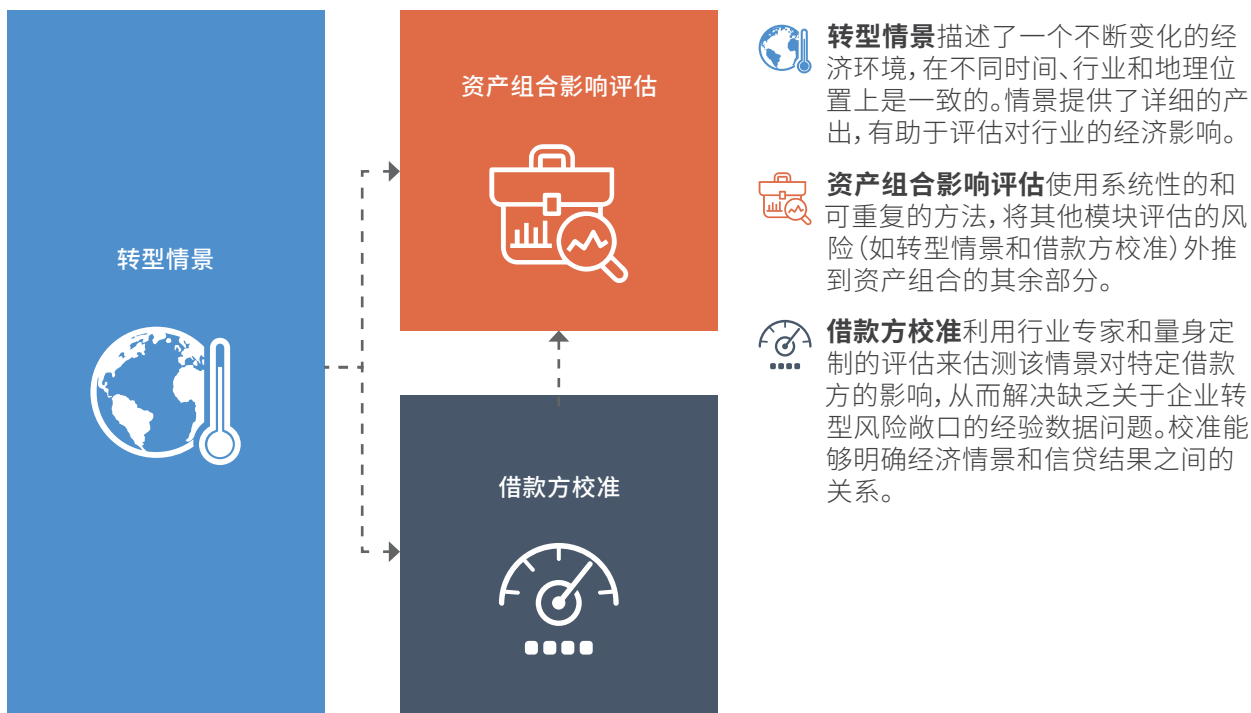 转型情景
资产组合影响评估
借款方校准
转型情景描述了一个不断变化的经
济环境，在不同时间、行业和地理位
置上是一致的。情景提供了详细的产
出，有助于评估对行业的经济影响。
资产组合影响评估使用系统性的和
可重复的方法，将其他模块评估的风
险（如转型情景和借款方校准）外推
到资产组合的其余部分。
借款方校准利用行业专家和量身定
制的评估来估测该情景对特定借款
方的影响，从而解决缺乏关于企业转
型风险敞口的经验数据问题。校准能
够明确经济情景和信贷结果之间的
关系。